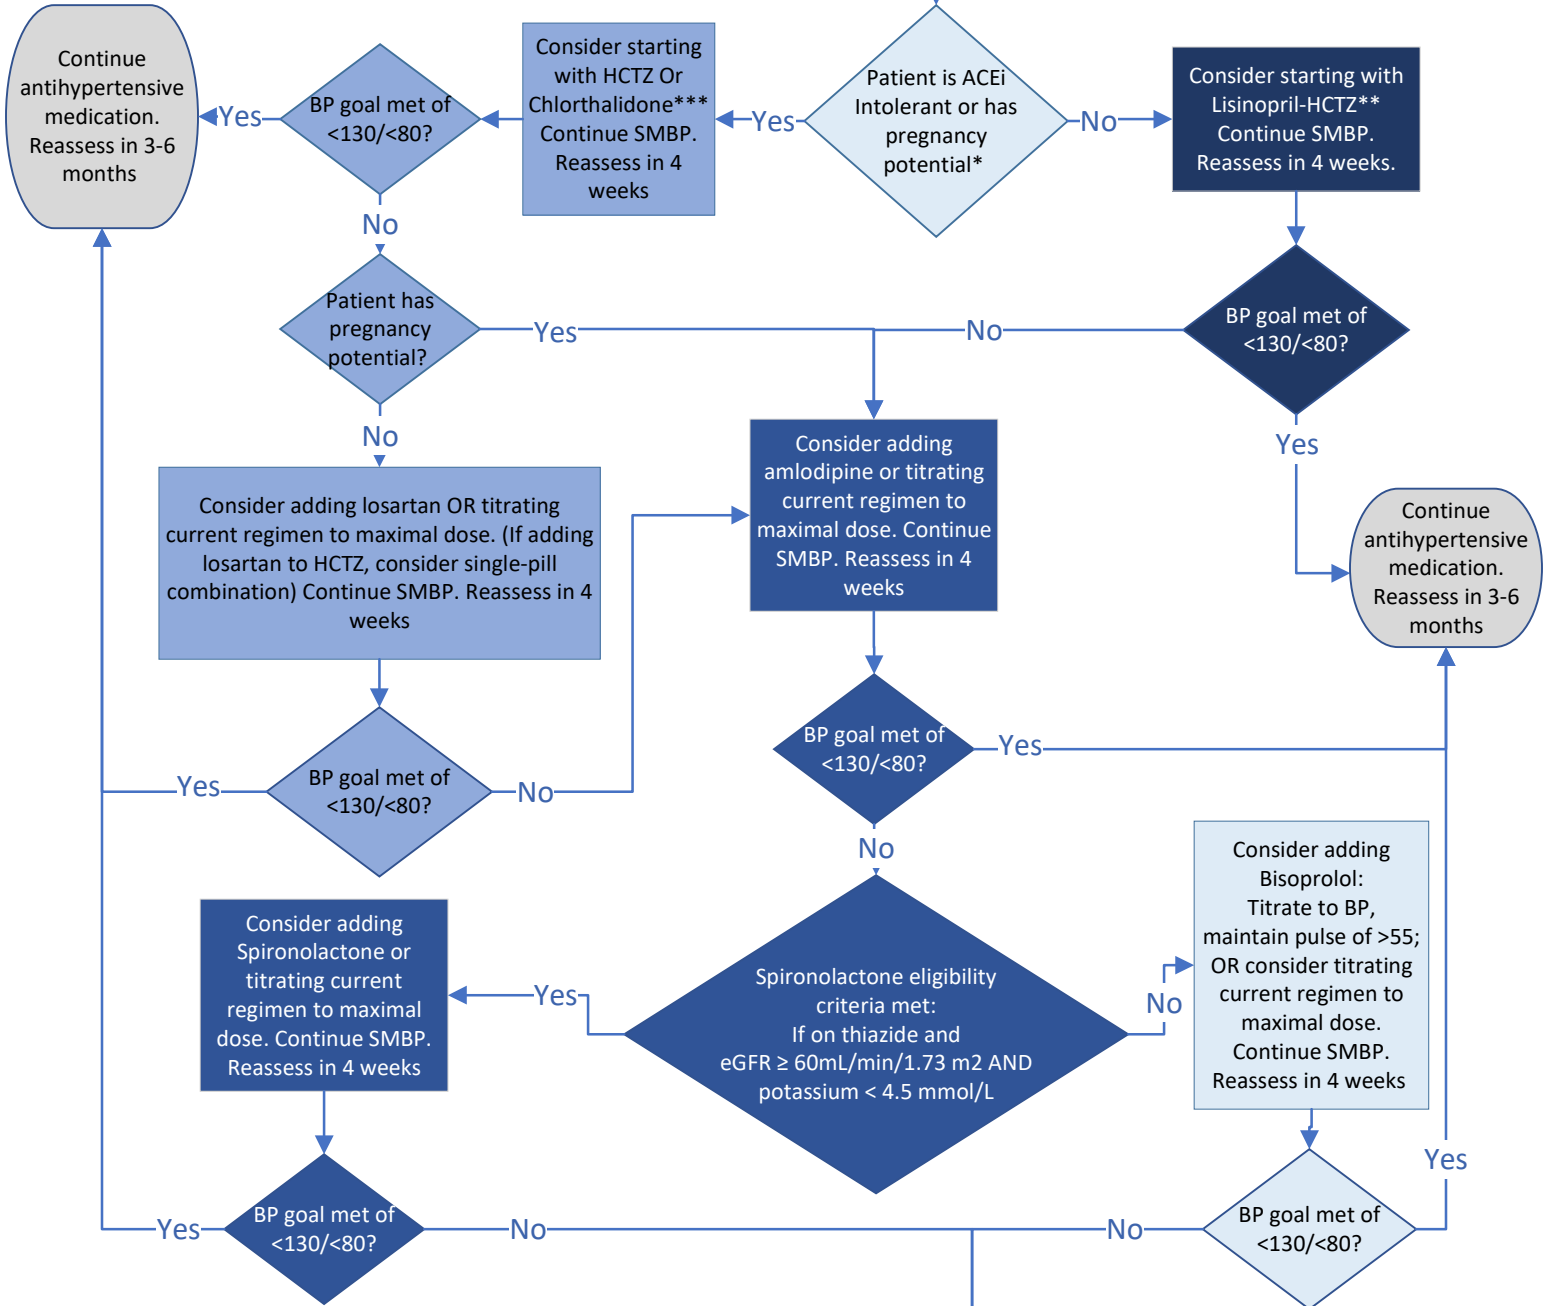 Continue
antihypertensive
medication.
Reassess in 3-6
months
Yes
BP goal met of
<130/<80?
Consider starting
with HCTZ Or
Chlorthalidone***
Continue SMBP.
Reassess in 4
weeks
Yes
Patient is ACEi
Intolerant or has
pregnancy
potential*
No
Consider starting with
Lisinopril-HCTZ**
Continue SMBP.
Reassess in 4 weeks.
No
Patient has
pregnancy
potential?
Yes
No
BP goal met of
<130/<80?
No
Yes
Consider adding losartan OR titrating
current regimen to maximal dose. (If adding
losartan to HCTZ, consider single-pill
combination) Continue SMBP. Reassess in 4
weeks
Consider adding
amlodipine or titrating
current regimen to
maximal dose. Continue
SMBP. Reassess in 4
weeks
Continue
antihypertensive
medication.
Reassess in 3-6
months
Yes
BP goal met of
<130/<80?
No
BP goal met of
<130/<80?
Yes
No
Consider adding
Spironolactone or
titrating current
regimen to maximal
dose. Continue SMBP.
Reassess in 4 weeks
Yes
Spironolactone eligibility
criteria met:
If on thiazide and
eGFR ≥ 60mL/min/1.73 m2 AND
potassium < 4.5 mmol/L
No
Consider adding
Bisoprolol:
Titrate to BP,
maintain pulse of >55;
OR consider titrating
current regimen to
maximal dose.
Continue SMBP.
Reassess in 4 weeks
Yes
BP goal met of
<130/<80?
No
No
BP goal met of
<130/<80?
Yes